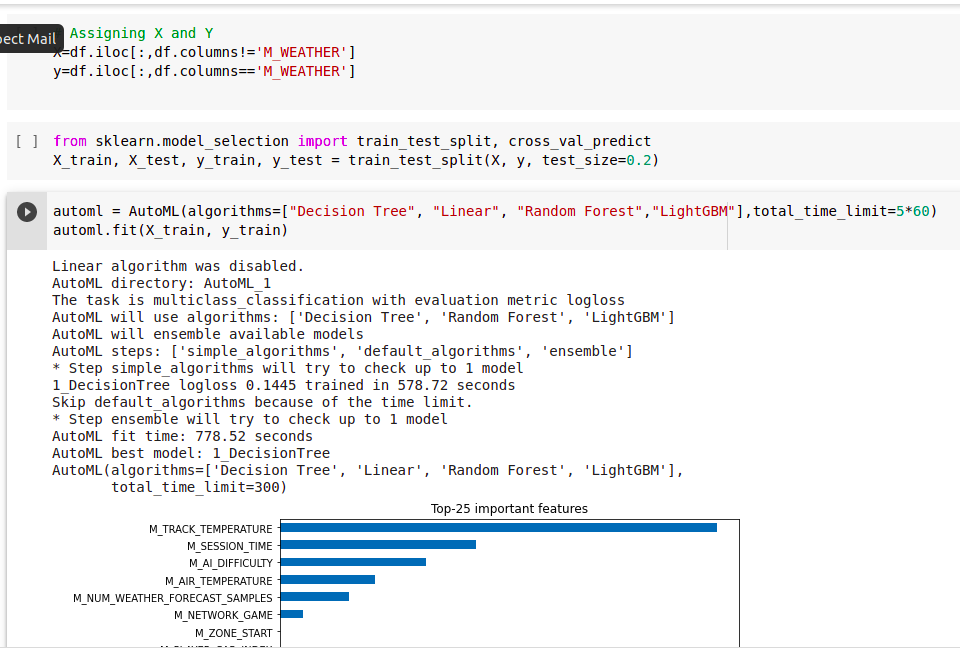 Assigning X and Y
pect Mail
X=df.iloc[:,df.columns!='M_WEATHER']
y=df.iloc[:,df.columns=='M_WEATHER']
[ ] from sklearn.model_selection import train_test_split, cross_val_predict
X_train, X_test, y_train, y_test = train_test_split(X, y, test_size=0.2)
automl = AutoML(algorithms=["Decision Tree", "Linear", "Random Forest","LightGBM"],total_time_limit=5*60)
automl.fit(X_train, y_train)
Linear algorithm was disabled.
AutoML directory: AutoML_1
The task is multiclass_classification with evaluation metric logloss
AutoML will use algorithms: ['Decision Tree', 'Random Forest', 'LightGBM']
AutoML will ensemble available models
AutoML steps: ['simple_algorithms', 'default_algorithms', 'ensemble']
* Step simple_algorithms will try to check up to 1 model
1_DecisionTree logloss 0.1445 trained in 578.72 seconds
Skip default_algorithms because of the time limit.
* Step ensemble will try to check up to 1 model
AutoML fit time: 778.52 seconds
AutoML best model: 1_DecisionTree
AutoML(algorithms=['Decision Tree', 'Linear', 'Random Forest', 'LightGBM'],
total_time_limit=300)
Top-25 important features
M_TRACK_TEMPERATURE
M_SESSION_TIME
M_AI_DIFFICULTY
M_AIR_TEMPERATURE
M_NUM_WEATHER_FORECAST_SAMPLES
M_NETWORK_GAME
M_ZONE_START